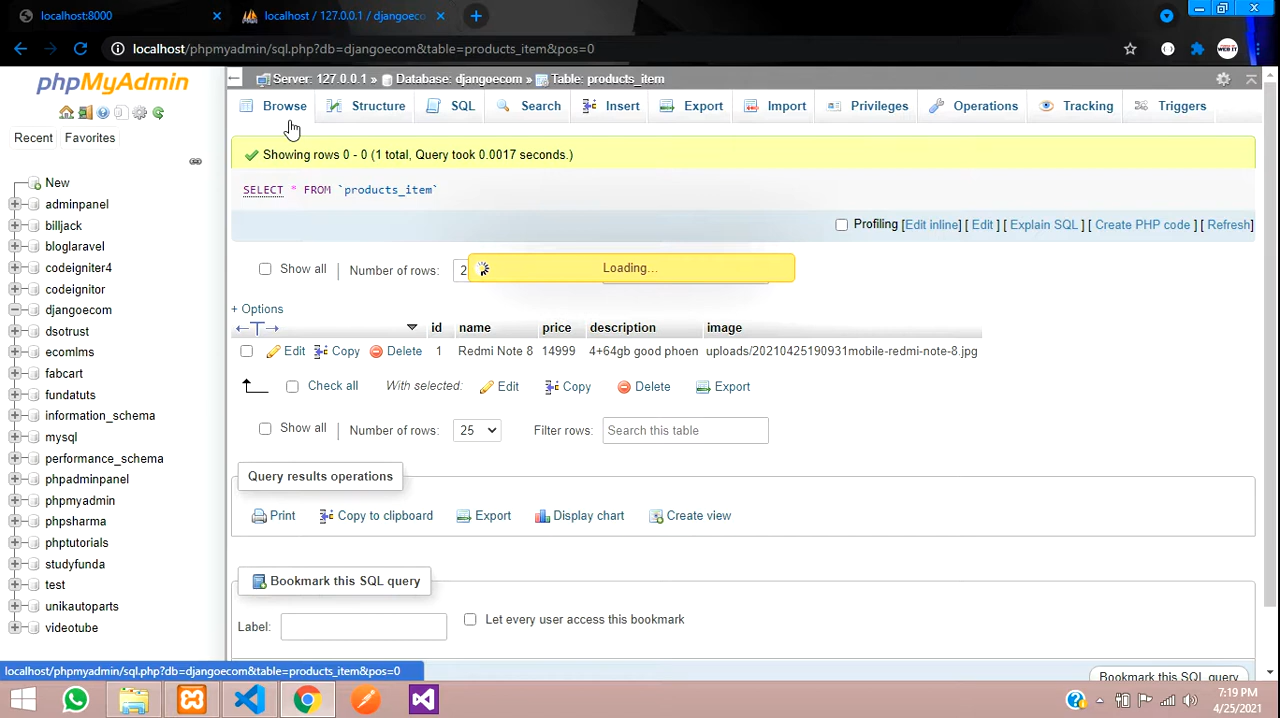 localhost:8000
localhost / 127.0.0.1 / djangoecom
localhost/phpmyadmin/sql.php?db=djangoecom&table=products_item&pos=0
phpMyAdmin
Recent Favorites
New
adminpanel
billjack
bloglaravel
codeigniter4
codeignitor
djangoecom
dsotrust
ecomlms
fabcart
fundatuts
information_schema
mysql
performance_schema
phpadminpanel
phpmyadmin
phpsharma
phptutorials
studyfunda
test
unikautoparts
videotube
Server: 127.0.0.1 » Database: djangoecom » Table: products_item
Browse Structure SQL Search Insert Export Import Privileges Operations Tracking Triggers
Showing rows 0 - 0 (1 total, Query took 0.0017 seconds.)
SELECT * FROM `products_item`
Profiling [Edit inline] [ Edit ] [ Explain SQL ] [ Create PHP code ] [ Refresh]
Show all Number of rows: 2
Loading...
+ Options
id name price description image
Edit Copy Delete 1 Redmi Note 8 14999 4+64gb good phoen uploads/20210425190931mobile-redmi-note-8.jpg
Check all With selected: Edit Copy Delete Export
Show all Number of rows: 25 Filter rows: Search this table
Query results operations
Print Copy to clipboard Export Display chart Create view
Bookmark this SQL query
Label: Let every user access this bookmark
Bookmark this SQL query
localhost/phpmyadmin/sql.php?db=djangoecom&table=products_item&pos=0
7:19 PM
4/25/2021